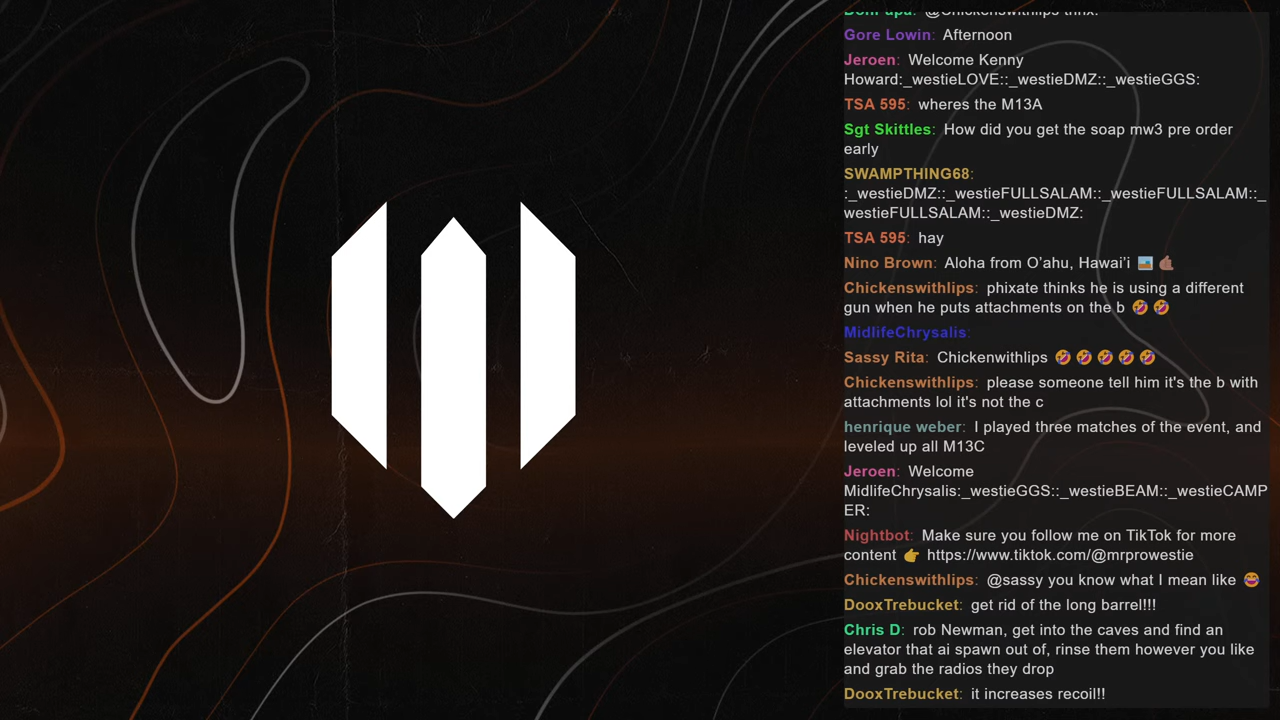 Gore Lowin: Afternoon
Jeroen: Welcome Kenny
Howard:_westieLOVE::_westieDMZ::_westieGGS:
TSA 595: wheres the M13A
Sgt Skittles: How did you get the soap mw3 pre order
early
SWAMPTHING68:
:_westieDMZ::_westieFULLSALAM::_westieFULLSALAM::_
westieFULLSALAM::_westieDMZ:
TSA 595: hay
Nino Brown: Aloha from O'ahu, Hawai'i 🏞️ 🤙🏽
Chickenswithlips: phixate thinks he is using a different
gun when he puts attachments on the b 🤣 🤣
MidlifeChrysalis:
Sassy Rita: Chickenwithlips 🤣 🤣 🤣 🤣 🤣
Chickenswithlips: please someone tell him it's the b with
attachments lol it's not the c
henrique weber: I played three matches of the event, and
leveled up all M13C
Jeroen: Welcome
MidlifeChrysalis:_westieGGS::_westieBEAM::_westieCAMP
ER:
Nightbot: Make sure you follow me on TikTok for more
content 👉 https://www.tiktok.com/@mrprowestie
Chickenswithlips: @sassy you know what I mean like 😂
DooxTrebucket: get rid of the long barrel!!!
Chris D: rob Newman, get into the caves and find an
elevator that ai spawn out of, rinse them however you like
and grab the radios they drop
DooxTrebucket: it increases recoil!!